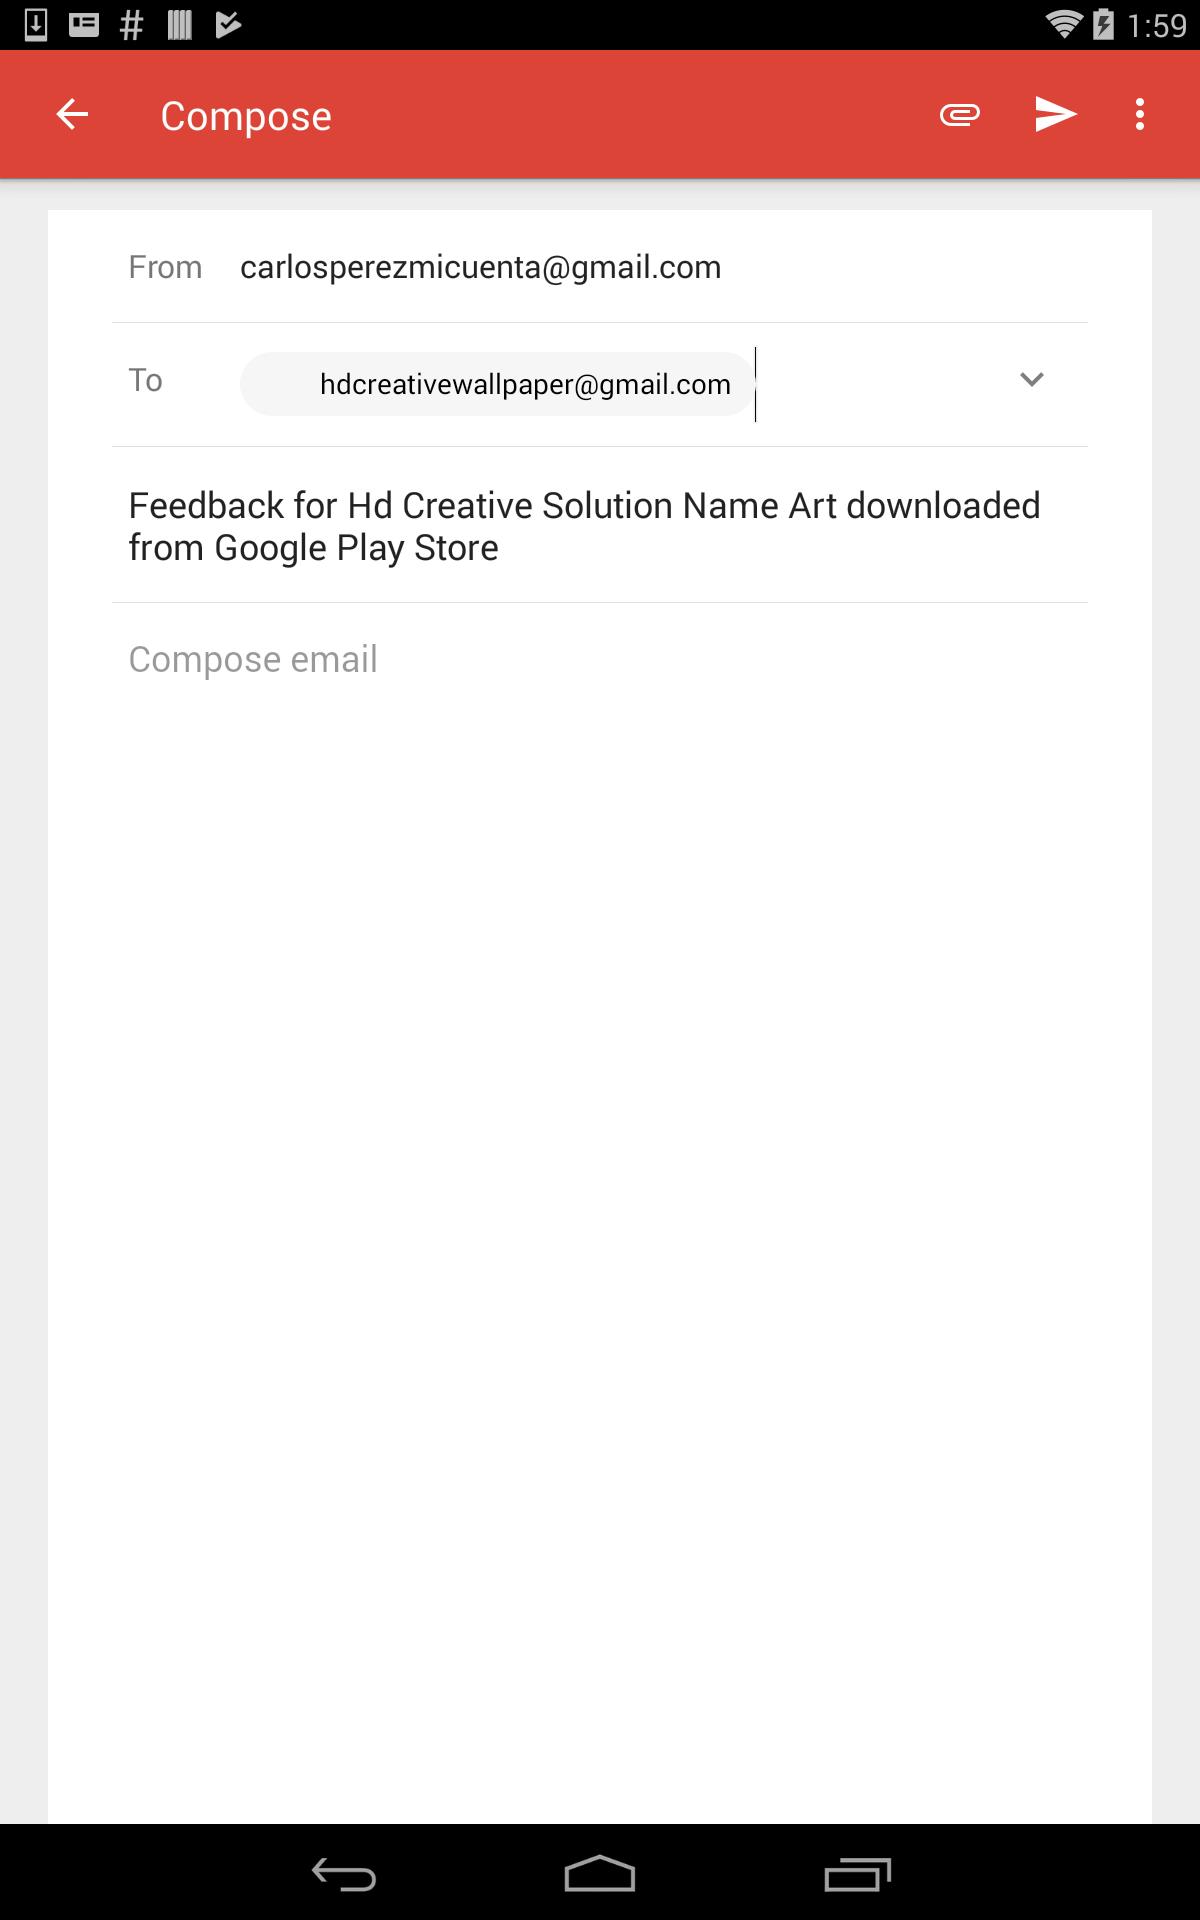 1:59
Compose
From carlosperezmicuenta@gmail.com
To hdcreativewallpaper@gmail.com
Feedback for Hd Creative Solution Name Art downloaded
from Google Play Store
Compose email